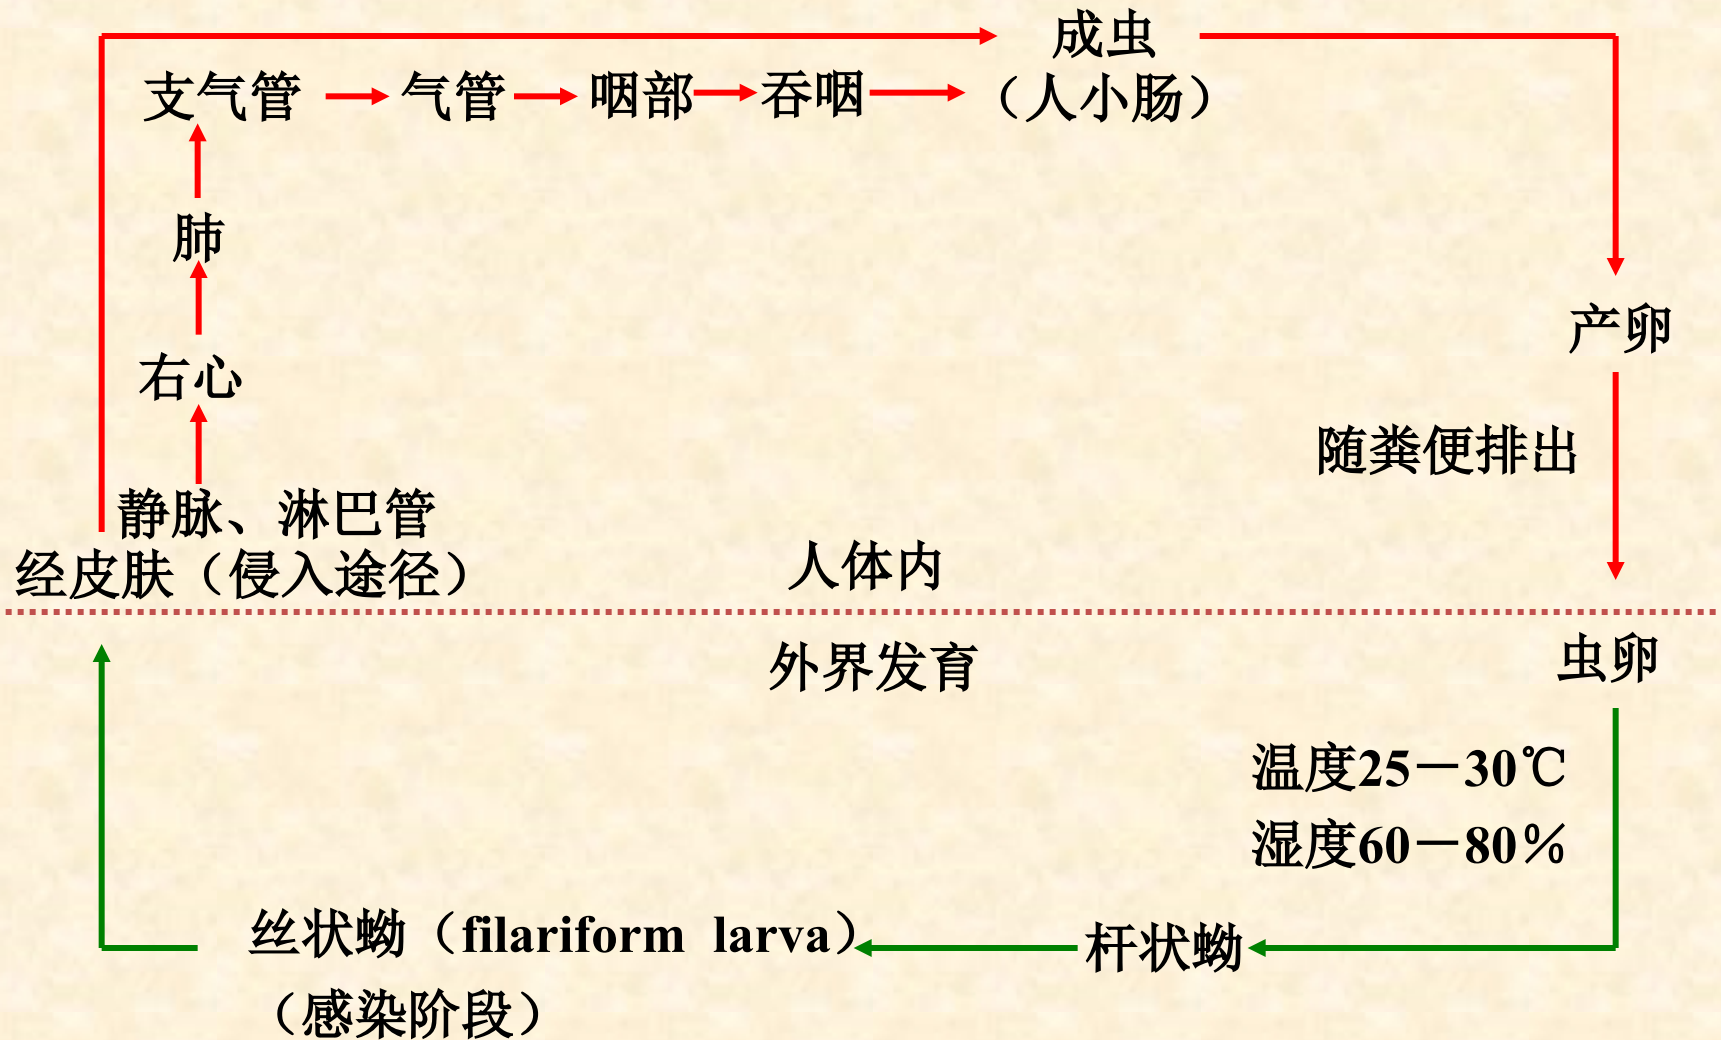 成虫
支气管 气管 咽部 吞咽 （人小肠）
肺
产卵
右心
随粪便排出
静脉、淋巴管
经皮肤（侵入途径） 人体内
外界发育 虫卵
温度25－30℃
湿度60－80％
丝状蚴（filariform larva） 杆状蚴
（感染阶段）